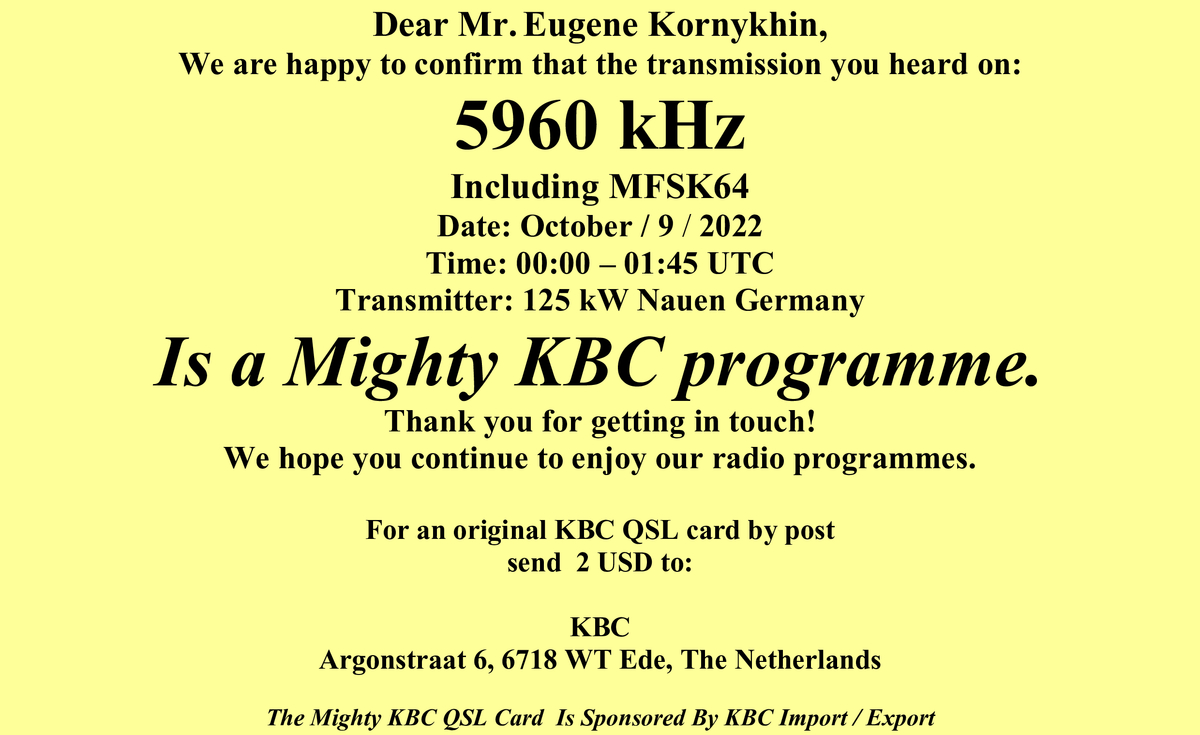 Dear Mr. Eugene Kornykhin,
We are happy to confirm that the transmission you heard on:
5960 kHz
Including MFSK64
Date: October / 9 / 2022
Time: 00:00 – 01:45 UTC
Transmitter: 125 kW Nauen Germany
Is a Mighty KBC programme.
Thank you for getting in touch!
We hope you continue to enjoy our radio programmes.
For an original KBC QSL card by post
send  2 USD to:
KBC
Argonstraat 6, 6718 WT Ede, The Netherlands
The Mighty KBC QSL Card  Is Sponsored By KBC Import / Export